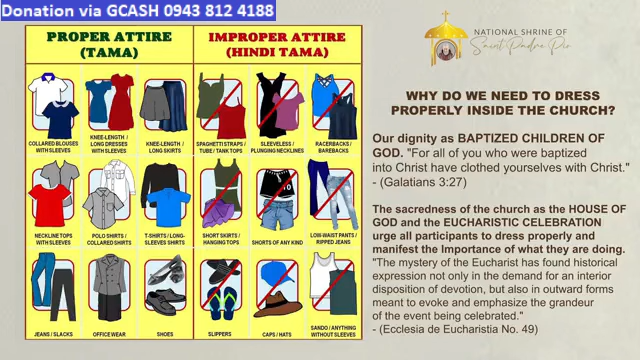 Donation via GCASH 0943 812 4188
PROPER ATTIRE
(TAMA)
IMPROPER ATTIRE
(HINDI TAMA)
COLLARED BLOUSES
WITH SLEEVES
KNEE-LENGTH /
LONG DRESSES
WITH SLEEVES
KNEE-LENGTH /
LONG SKIRTS
SPAGHETTI STRAPS /
TUBE / TANK TOPS
SLEEVELESS /
PLUNGING NECKLINES
RACERBACKS /
BAREBACKS
NECKLINE TOPS
WITH SLEEVES
POLO-SHIRTS /
COLLARED SHIRTS
T-SHIRTS / LONG-
SLEEVES SHIRTS
SHORT SKIRTS /
HANGING TOPS
SHORTS OF ANY KIND
LOW-WAIST PANTS /
RIPPED JEANS
JEANS / SLACKS
OFFICE WEAR
SHOES
SLIPPERS
CAPS / HATS
SANDO / ANYTHING
WITHOUT SLEEVES
NATIONAL SHRINE OF
Saint Padre Pio
WHY DO WE NEED TO DRESS
PROPERLY INSIDE THE CHURCH?
Our dignity as BAPTIZED CHILDREN OF
GOD. "For all of you who were baptized
into Christ have clothed yourselves with Christ."
- (Galatians 3:27)
The sacredness of the church as the HOUSE OF
GOD and the EUCHARISTIC CELEBRATION
urge all participants to dress properly and
manifest the Importance of what they are doing.
"The mystery of the Eucharist has found historical
expression not only in the demand for an interior
disposition of devotion, but also in outward forms
meant to evoke and emphasize the grandeur
of the event being celebrated."
- (Ecclesia de Eucharistia No. 49)